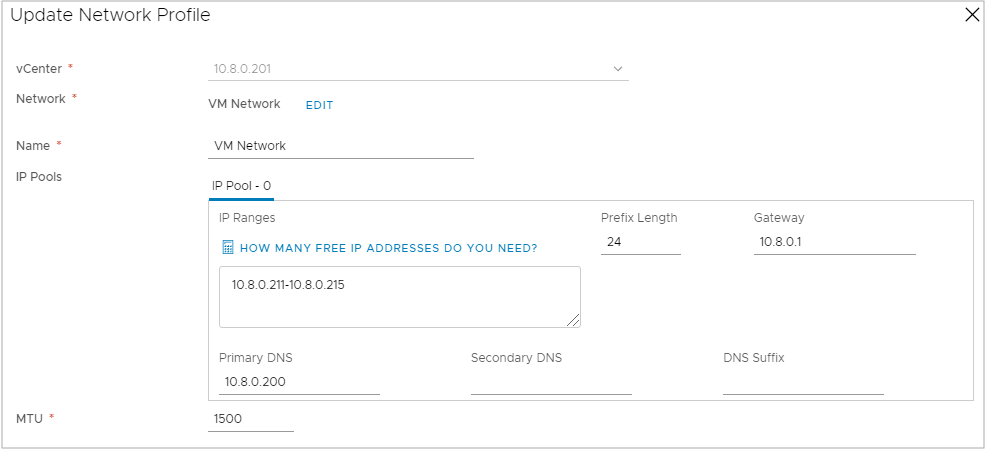 Update Network Profile
vCenter * 10.8.0.201
Network * VM Network EDIT
Name * VM Network
IP Pools IP Pool - 0
IP Ranges Prefix Length Gateway
HOW MANY FREE IP ADDRESSES DO YOU NEED? 24 10.8.0.1
10.8.0.211-10.8.0.215
Primary DNS Secondary DNS DNS Suffix
10.8.0.200
MTU * 1500